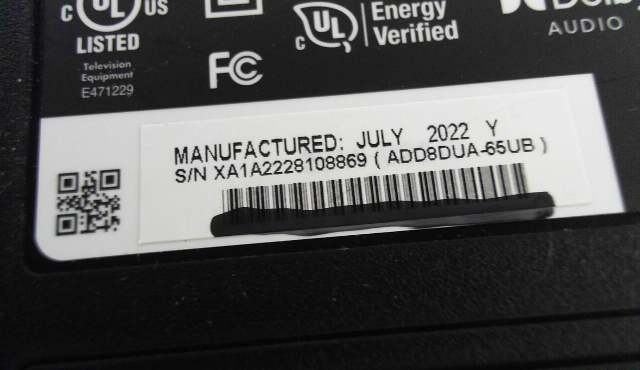 c UL US
LISTED
Television
Equipment
E471229
FC
c UL Energy
Verified
AUDIO
MANUFACTURED: JULY 2022 Y
S/N XA1A2228108869 ( ADD8DUA-65UB )